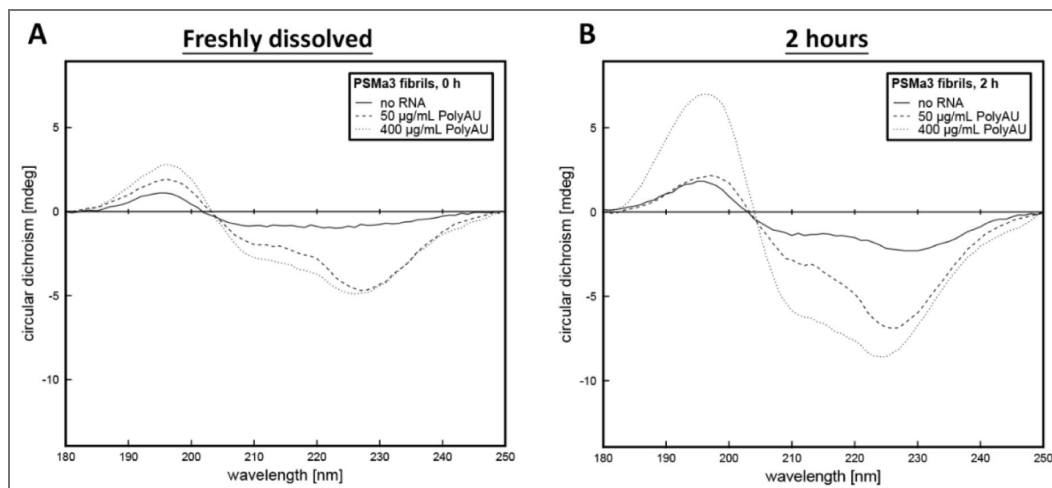 A
Freshly dissolved
PSMa3 fibrils, 0 h
no RNA
50 µg/mL PolyAU
400 µg/mL PolyAU
5
0
-5
-10
circular dichroism [mdeg]
180 190 200 210 220 230 240 250
wavelength [nm]
B
2 hours
PSMa3 fibrils, 2 h
no RNA
50 µg/mL PolyAU
400 µg/mL PolyAU
5
0
-5
-10
circular dichroism [mdeg]
180 190 200 210 220 230 240 250
wavelength [nm]